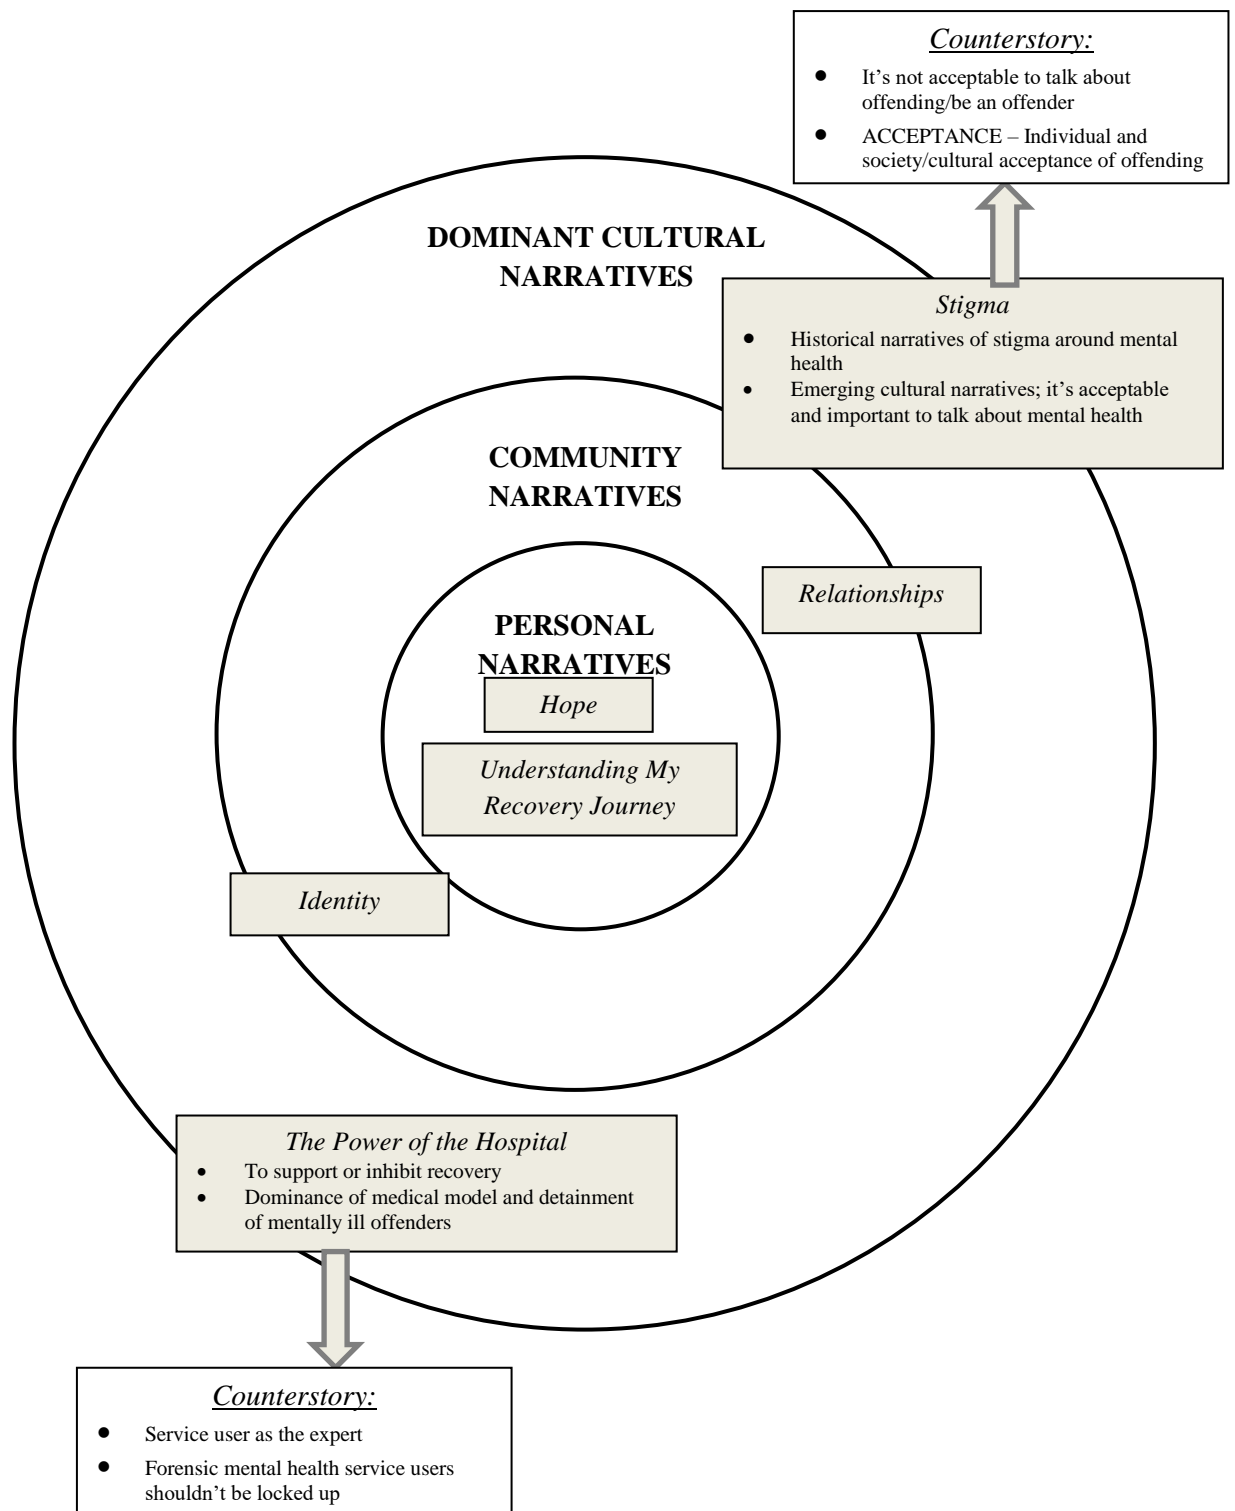 Counterstory:
● It’s not acceptable to talk about
offending/be an offender
● ACCEPTANCE – Individual and
society/cultural acceptance of offending
DOMINANT CULTURAL
NARRATIVES
Stigma
● Historical narratives of stigma around mental
health
● Emerging cultural narratives; it’s acceptable
and important to talk about mental health
COMMUNITY
NARRATIVES
Relationships
PERSONAL
NARRATIVES
Hope
Understanding My
Recovery Journey
Identity
The Power of the Hospital
● To support or inhibit recovery
● Dominance of medical model and detainment
of mentally ill offenders
Counterstory:
● Service user as the expert
● Forensic mental health service users
shouldn’t be locked up